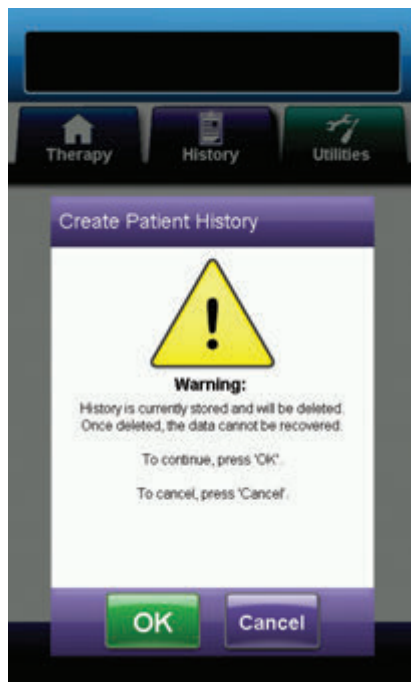 Therapy History Utilities
Create Patient History
Warning:
History is currently stored and will be deleted.
Once deleted, the data cannot be recovered.
To continue, press 'OK'.
To cancel, press 'Cancel'.
OK Cancel